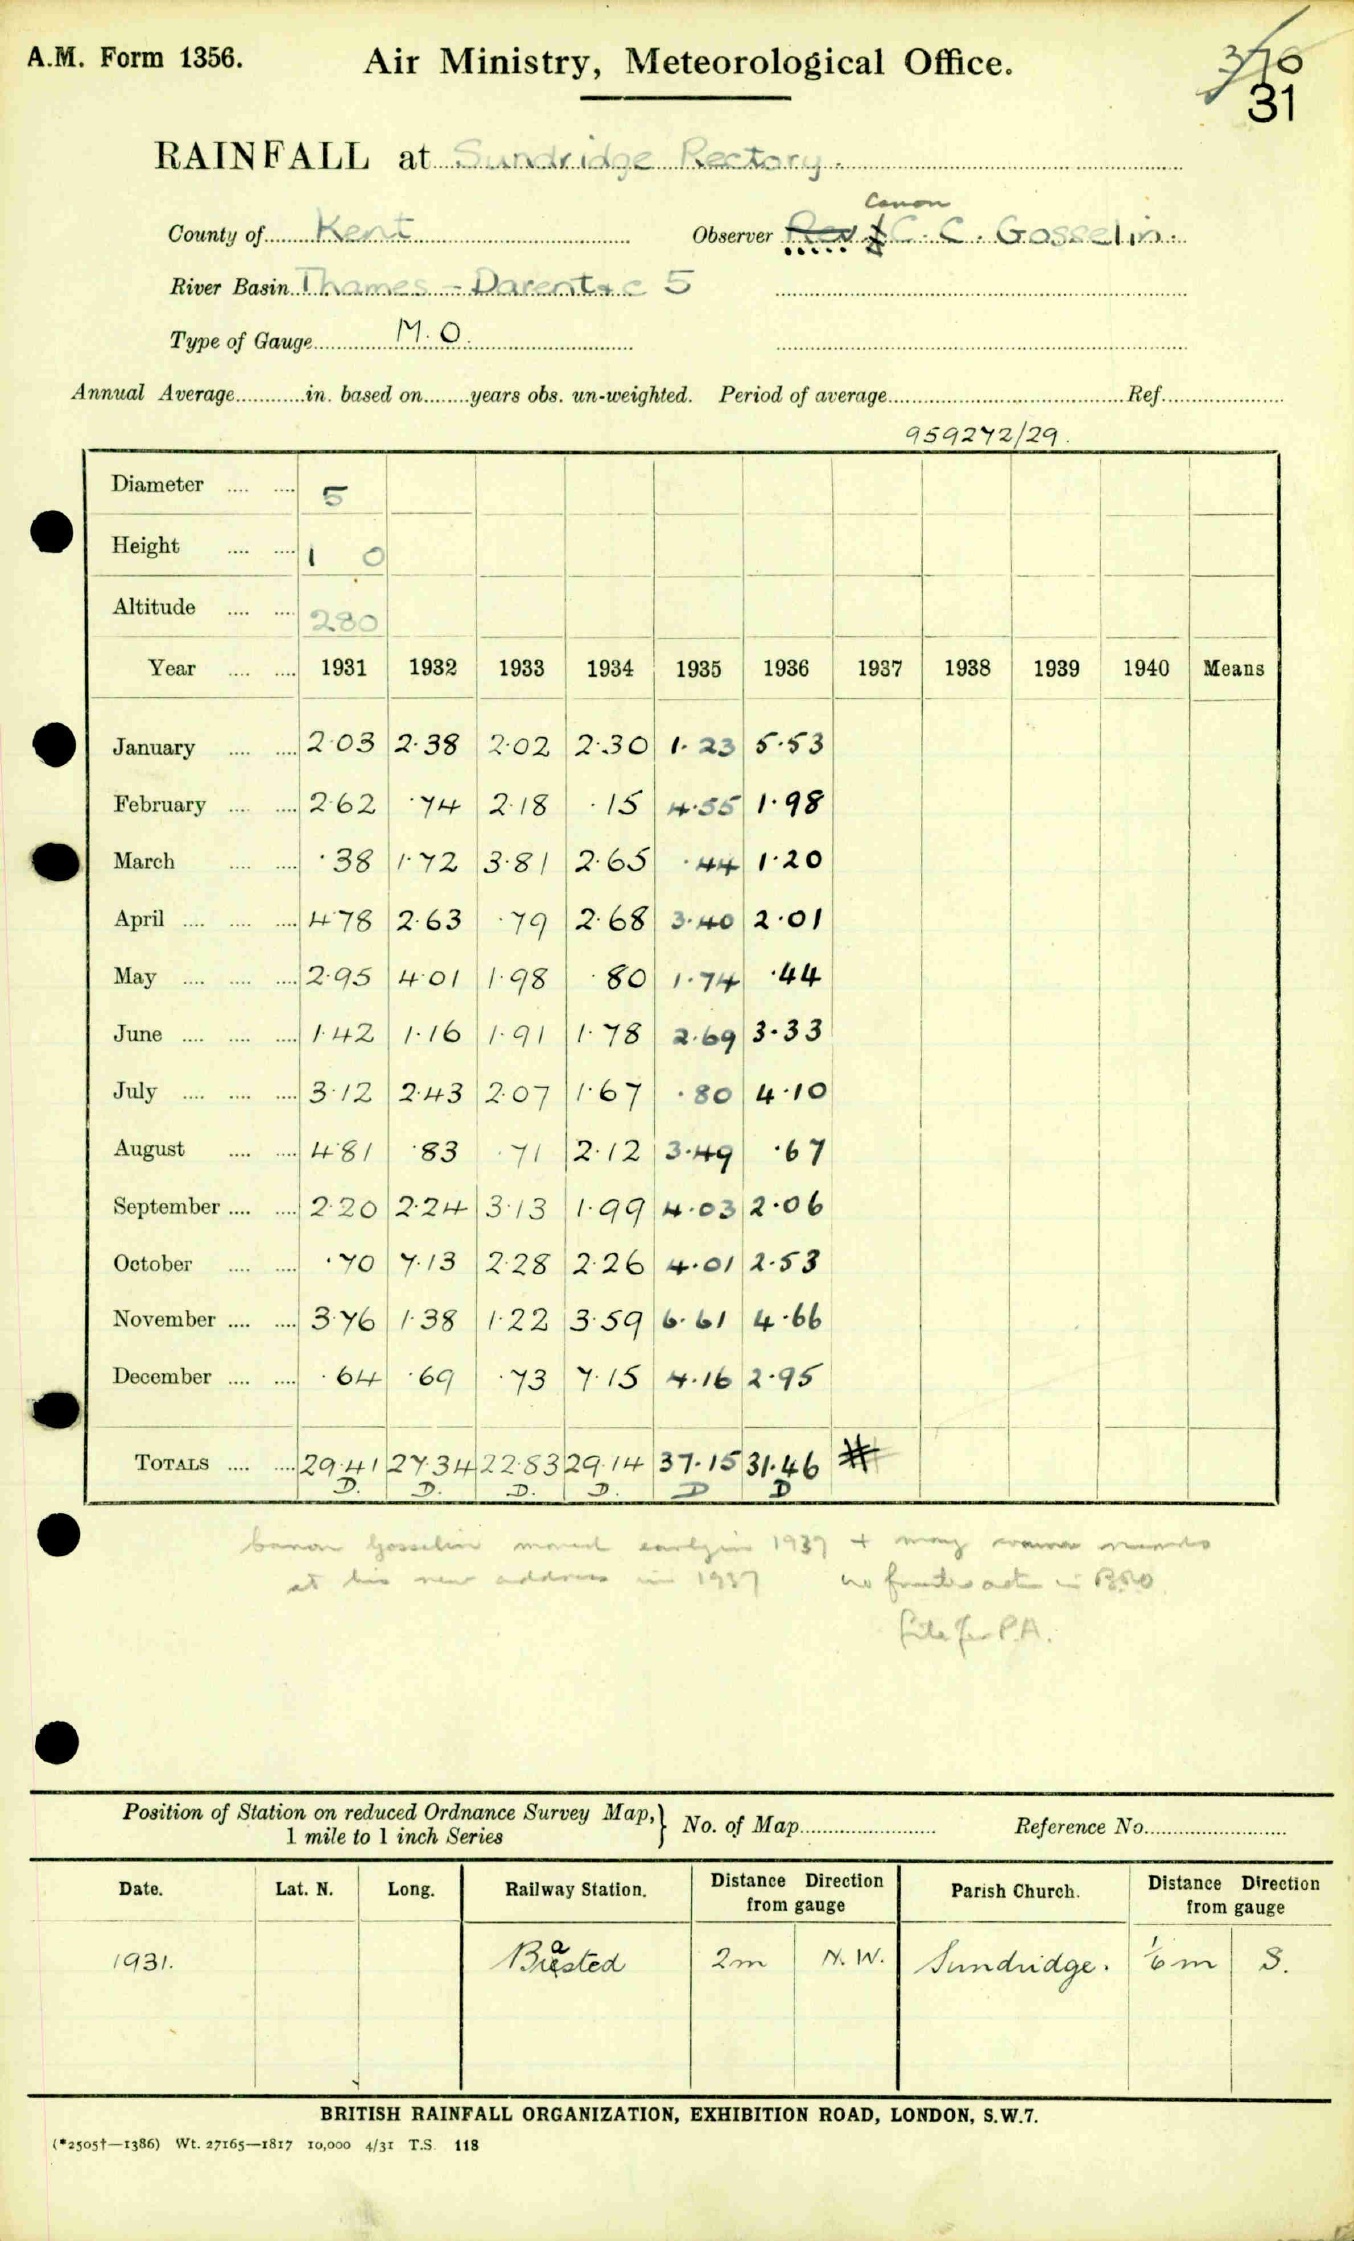 A.M. Form 1356.
Air Ministry, Meteorological Office.
3/76
31
RAINFALL at Sundridge Rectory.
Canon
County of Kent Observer Rev. C. C. Gosselin.
River Basin Thames – Darent &c 5
Type of Gauge M.O.
Annual Average in. based on years obs. un-weighted. Period of average Ref.
959272/29.
Diameter 5
Height 1 0
Altitude 280
Year 1931 1932 1933 1934 1935 1936 1937 1938 1939 1940 Means
January 2.03 2.38 2.02 2.30 1.23 5.53
February 2.62 .74 2.18 .15 4.55 1.98
March .38 1.72 3.81 2.65 .44 1.20
April 4.78 2.63 .79 2.68 3.40 2.01
May 2.95 4.01 1.98 .80 1.74 .44
June 1.42 1.16 1.91 1.78 2.69 3.33
July 3.12 2.43 2.07 1.67 .80 4.10
August 4.81 .83 .71 2.12 3.49 .67
September 2.20 2.24 3.13 1.99 4.03 2.06
October .70 7.13 2.28 2.26 4.01 2.53
November 3.76 1.38 1.22 3.59 6.61 4.66
December .64 .69 .73 7.15 4.16 2.95
TOTALS 29.41 27.34 22.83 29.14 37.15 31.46 #
D. D. D. D. D D
Canon Gosselin moved early in 1937 + may
at his new address in 1937 no further action in BRO.
file for P.A.
Position of Station on reduced Ordnance Survey Map, 1 mile to 1 inch Series } No. of Map Reference No.
Date. Lat. N. Long. Railway Station. Distance Direction from gauge Parish Church. Distance Direction from gauge
1931. Brasted 2m N.W. Sundridge. 1/6 m S.
BRITISH RAINFALL ORGANIZATION, EXHIBITION ROAD, LONDON, S.W.7.
(*2505†—1386) Wt. 27165—1817 10,000 4/31 T.S. 118